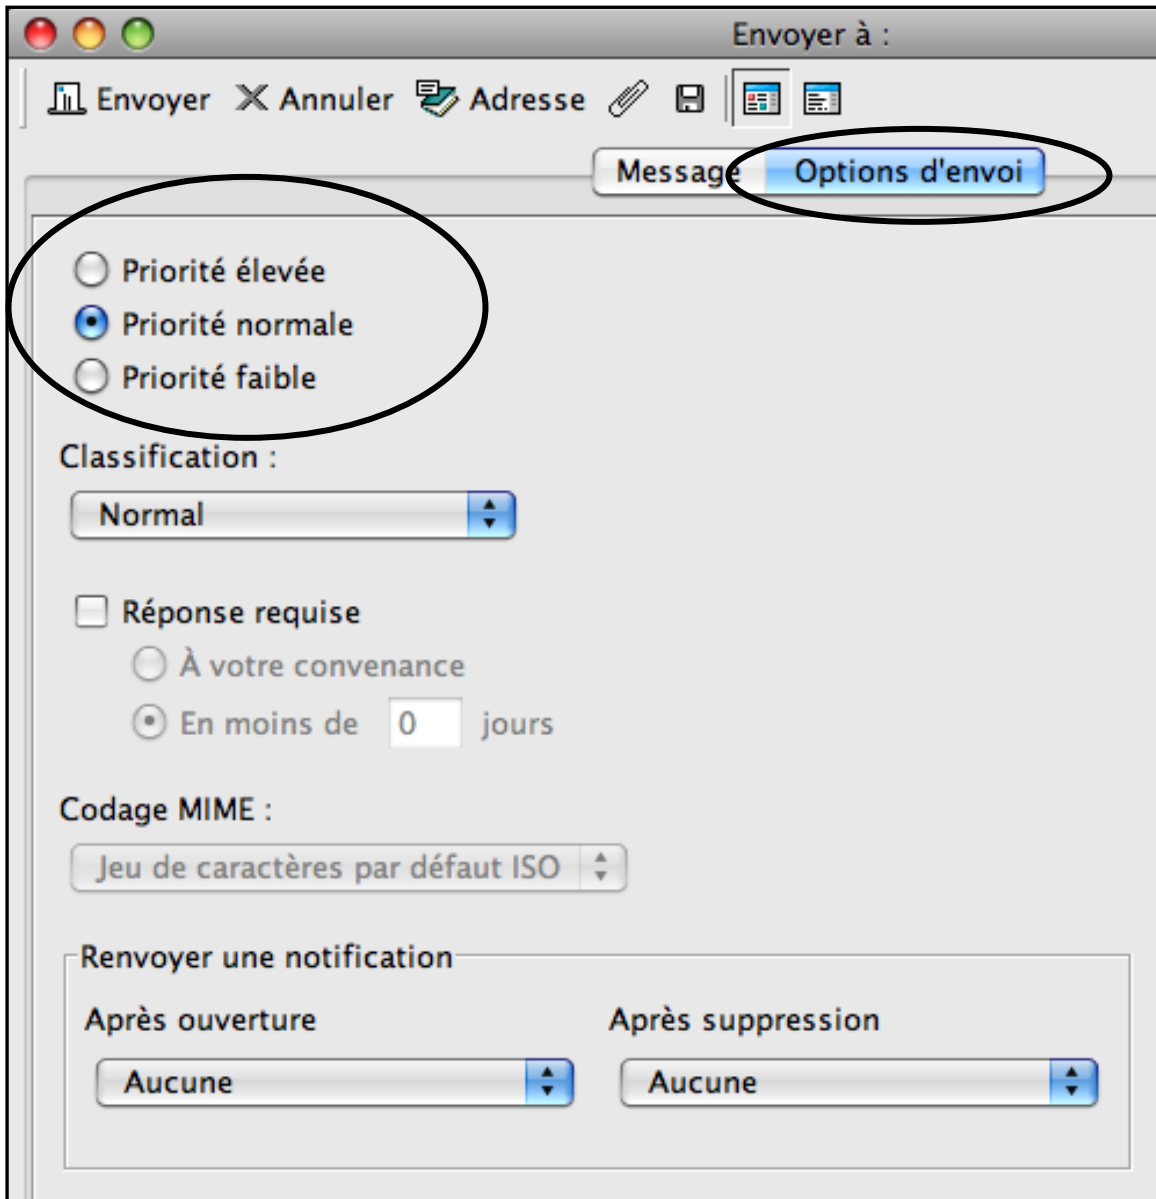 Envoyer à :
Envoyer Annuler Adresse
Message Options d'envoi
Priorité élevée
Priorité normale
Priorité faible
Classification :
Normal
Réponse requise
À votre convenance
En moins de 0 jours
Codage MIME :
Jeu de caractères par défaut ISO
Renvoyer une notification
Après ouverture Après suppression
Aucune Aucune